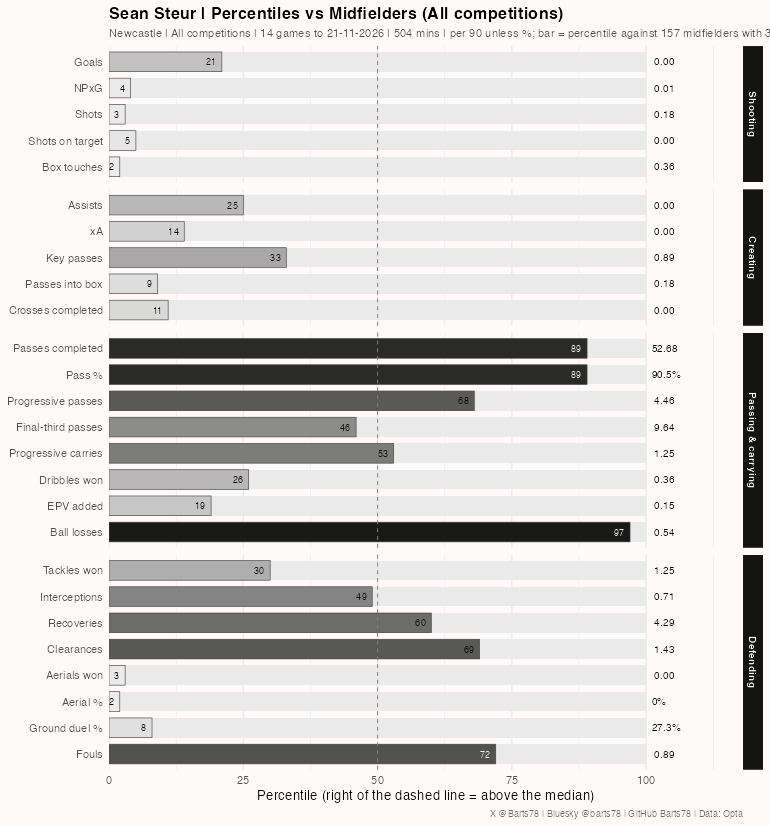 Sean Steur | Percentiles vs Midfielders (All competitions)
Newcastle | All competitions | 14 games to 21-11-2026 | 504 mins | per 90 unless %; bar = percentile against 157 midfielders with 3
Goals 21 0.00
NPxG 4 0.01
Shots 3 0.18
Shots on target 5 0.00
Box touches 2 0.36
Shooting
Assists 25 0.00
xA 14 0.00
Key passes 33 0.89
Passes into box 9 0.18
Crosses completed 11 0.00
Creating
Passes completed 89 52.68
Pass % 89 90.5%
Progressive passes 68 4.46
Final-third passes 46 9.64
Progressive carries 53 1.25
Dribbles won 26 0.36
EPV added 19 0.15
Ball losses 97 0.54
Passing & carrying
Tackles won 30 1.25
Interceptions 49 0.71
Recoveries 60 4.29
Clearances 69 1.43
Aerials won 3 0.00
Aerial % 2 0%
Ground duel % 8 27.3%
Fouls 72 0.89
Defending
0 25 50 75 100
Percentile (right of the dashed line = above the median)
X @Barts78 | Bluesky @barts78 | GitHub Barts78 | Data: Opta